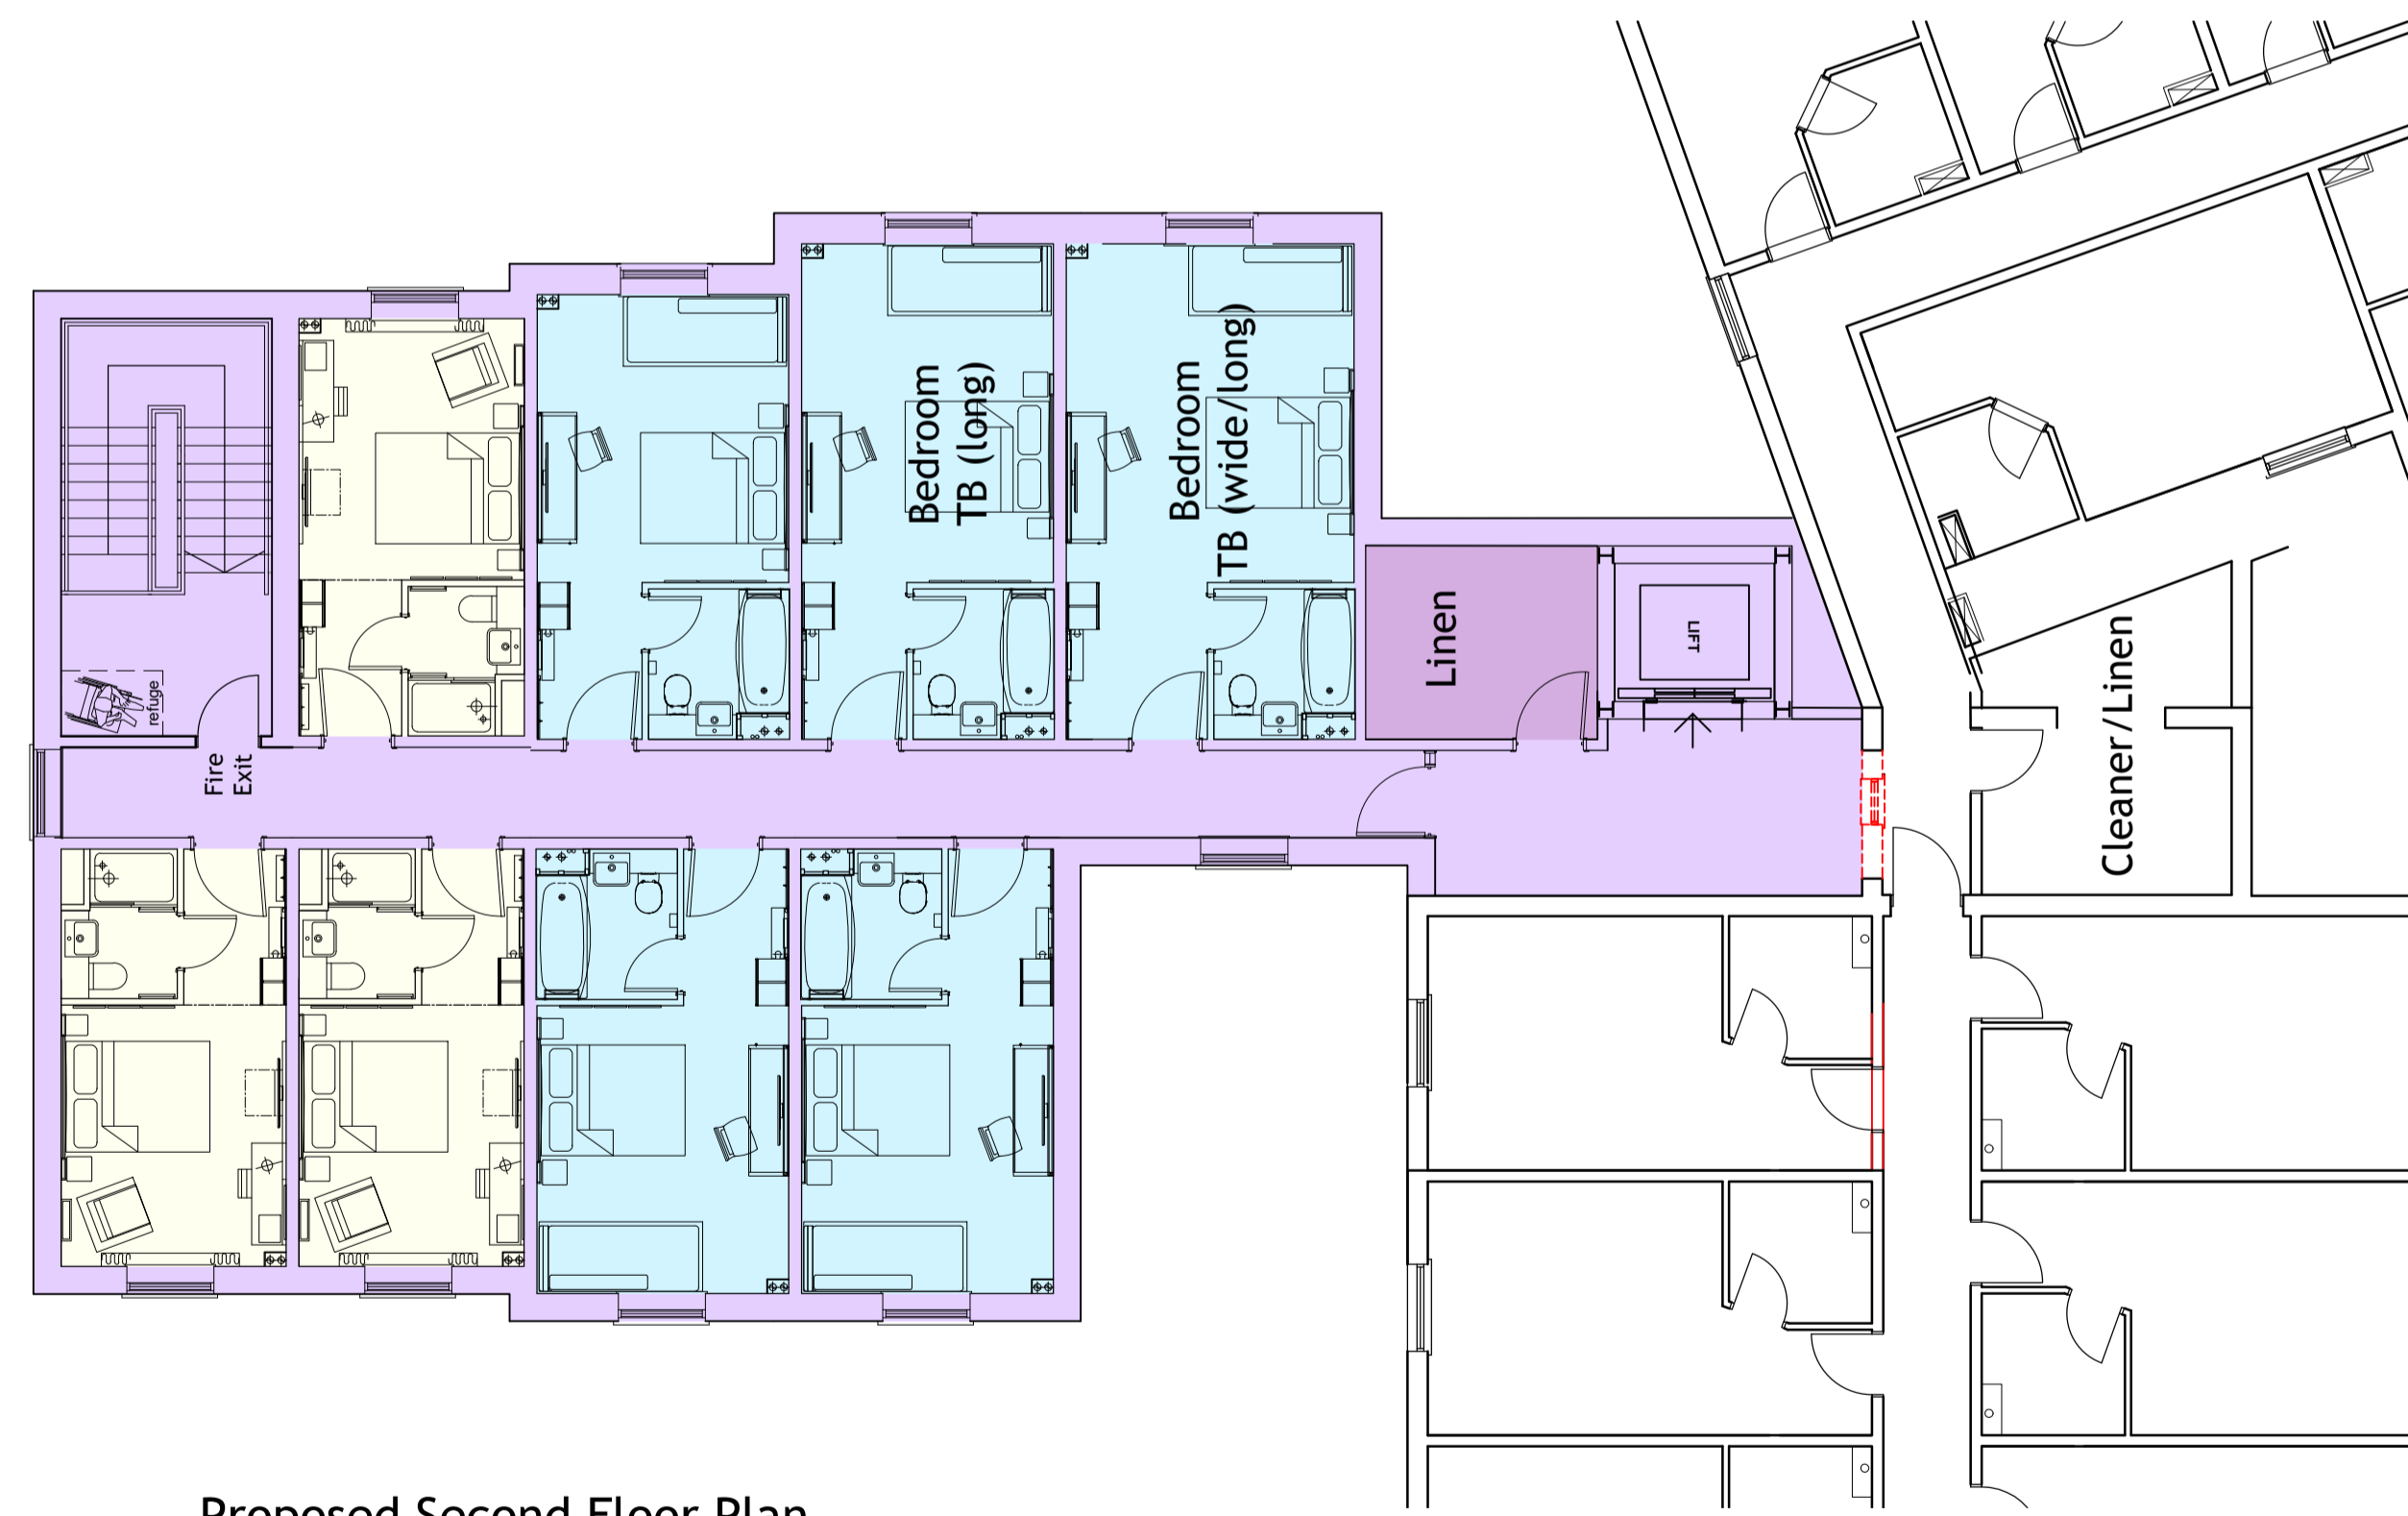 Bedroom
TB (long)
Bedroom
TB (wide/long)
Linen
LIFT
Cleaner/Linen
refuge
Fire
Exit
Proposed Second Floor Plan